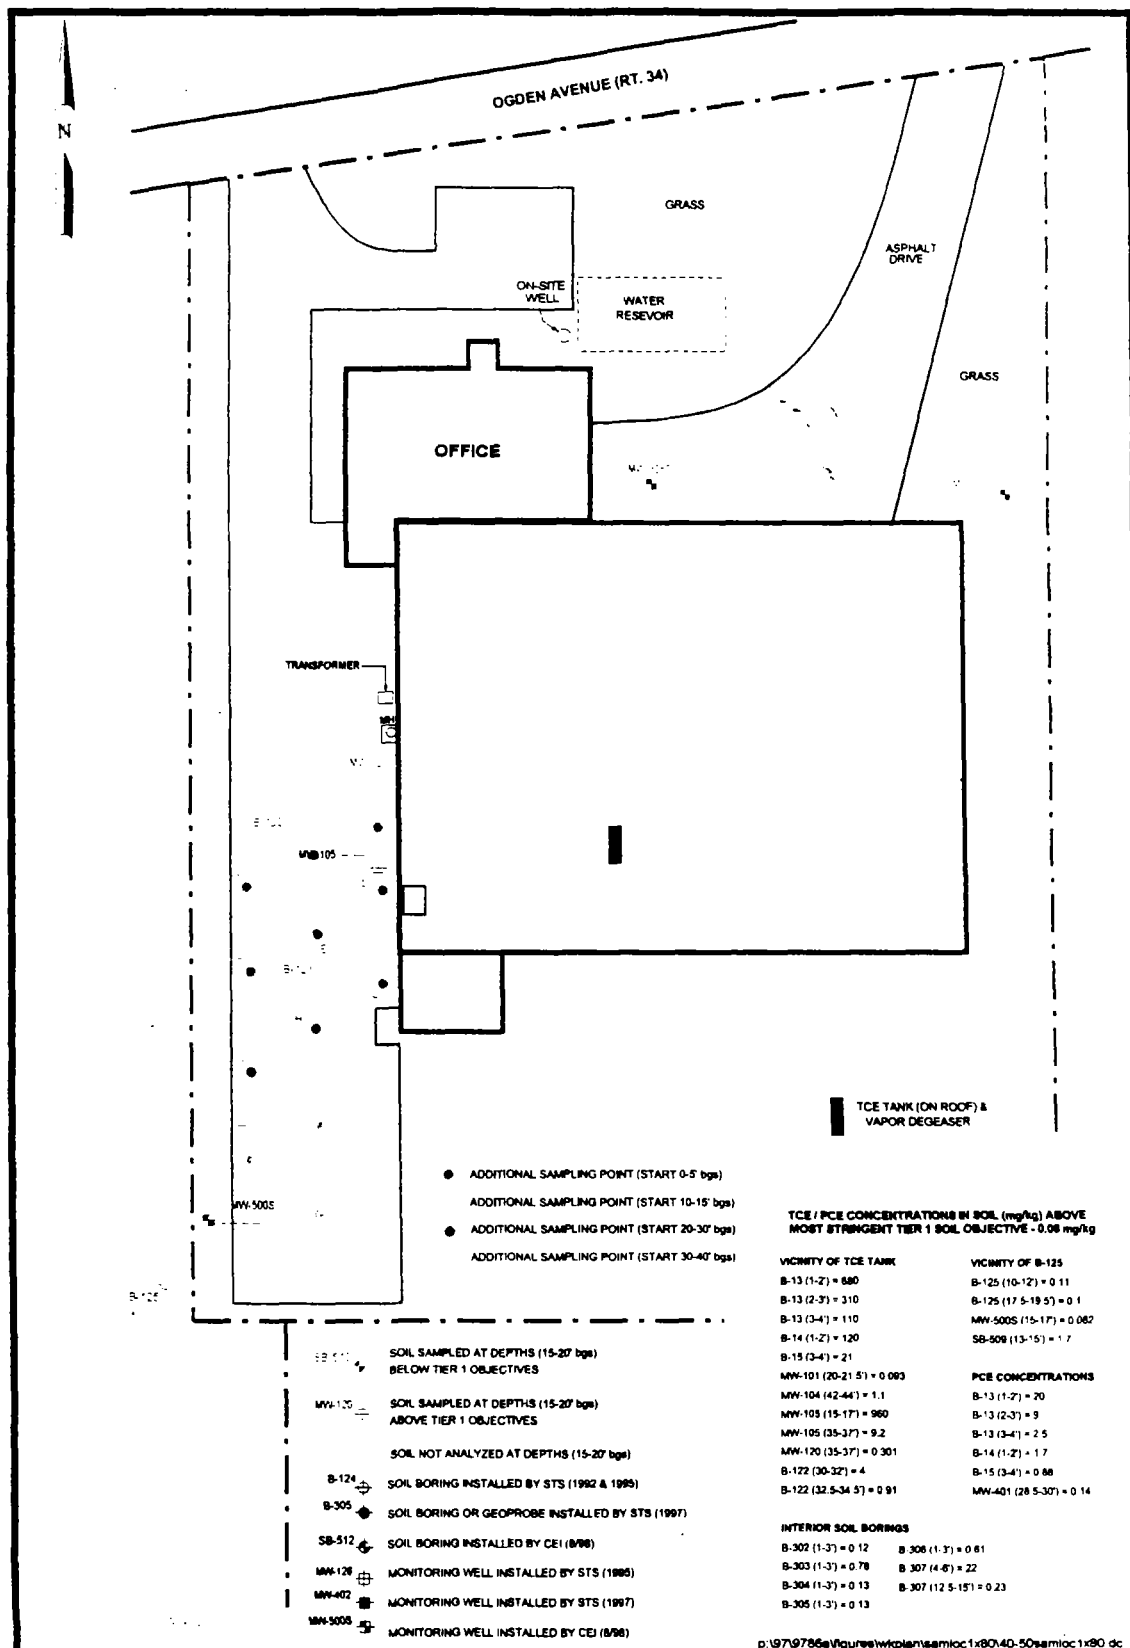 OGDEN AVENUE (RT. 34)
N
GRASS
ASPHALT
DRIVE
ON-SITE
WELL
WATER
RESEVOIR
GRASS
OFFICE
TRANSFORMER
MH
MW-105
MW-500S
B-125
TCE TANK (ON ROOF) &
VAPOR DEGEASER
ADDITIONAL SAMPLING POINT (START 0-5' bgs)
ADDITIONAL SAMPLING POINT (START 10-15' bgs)
ADDITIONAL SAMPLING POINT (START 20-30' bgs)
ADDITIONAL SAMPLING POINT (START 30-40' bgs)
TCE / PCE CONCENTRATIONS IN SOIL (mg/kg) ABOVE
MOST STRINGENT TIER 1 SOIL OBJECTIVE - 0.06 mg/kg
VICINITY OF TCE TANK
B-13 (1-2') = 680
B-13 (2-3') = 310
B-13 (3-4') = 110
B-14 (1-2') = 120
B-15 (3-4') = 21
MW-101 (20-21.5') = 0.093
MW-104 (42-44') = 1.1
MW-105 (15-17') = 960
MW-105 (35-37') = 9.2
MW-120 (35-37') = 0.301
B-122 (30-32') = 4
B-122 (32.5-34.5') = 0.91
VICINITY OF B-125
B-125 (10-12') = 0.11
B-125 (17.5-19.5') = 0.1
MW-500S (15-17') = 0.082
SB-509 (13-15') = 1.7
PCE CONCENTRATIONS
B-13 (1-2') = 20
B-13 (2-3') = 9
B-13 (3-4') = 2.5
B-14 (1-2') = 1.7
B-15 (3-4') = 0.88
MW-401 (28.5-30') = 0.14
INTERIOR SOIL BORINGS
B-302 (1-3') = 0.12
B-303 (1-3') = 0.78
B-304 (1-3') = 0.13
B-305 (1-3') = 0.13
B-306 (1-3') = 0.61
B-307 (4-6') = 22
B-307 (12.5-15') = 0.23
SOIL SAMPLED AT DEPTHS (15-20' bgs)
BELOW TIER 1 OBJECTIVES
MW-120
SOIL SAMPLED AT DEPTHS (15-20' bgs)
ABOVE TIER 1 OBJECTIVES
SOIL NOT ANALYZED AT DEPTHS (15-20' bgs)
B-124 SOIL BORING INSTALLED BY STS (1992 & 1995)
B-305 SOIL BORING OR GEOPROBE INSTALLED BY STS (1997)
SB-512 SOIL BORING INSTALLED BY CEI (8/98)
MW-126 MONITORING WELL INSTALLED BY STS (1995)
MW-402 MONITORING WELL INSTALLED BY STS (1997)
MW-500S MONITORING WELL INSTALLED BY CEI (8/98)
p:\97\9786a\figures\wkplan\samloc1x80\40-50samloc1x80 dc